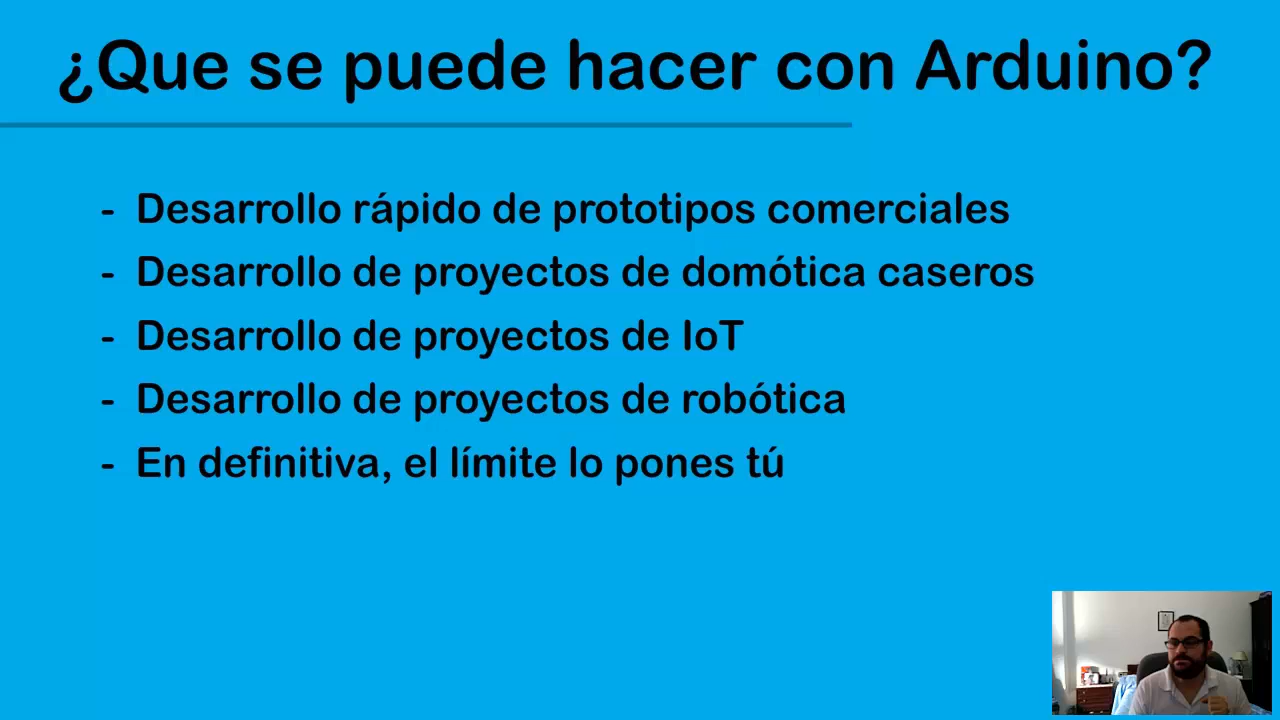 ¿Que se puede hacer con Arduino?
- Desarrollo rápido de prototipos comerciales
- Desarrollo de proyectos de domótica caseros
- Desarrollo de proyectos de IoT
- Desarrollo de proyectos de robótica
- En definitiva, el límite lo pones tú